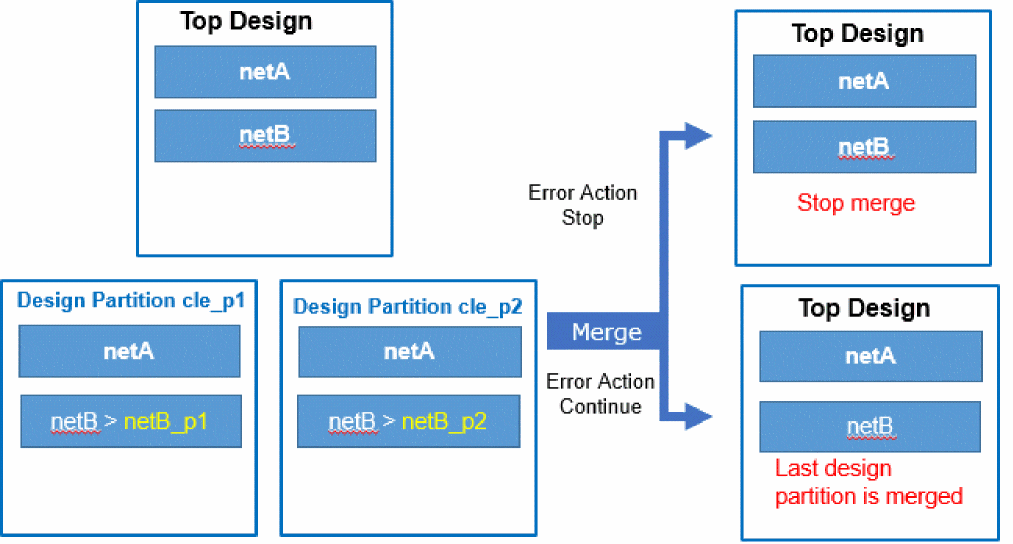 Top Design
netA
netB
Design Partition cle_p1
netA
netB > netB_p1
Design Partition cle_p2
netA
netB > netB_p2
Error Action
Stop
Merge
Error Action
Continue
Top Design
netA
netB
Stop merge
Top Design
netA
netB
Last design
partition is merged